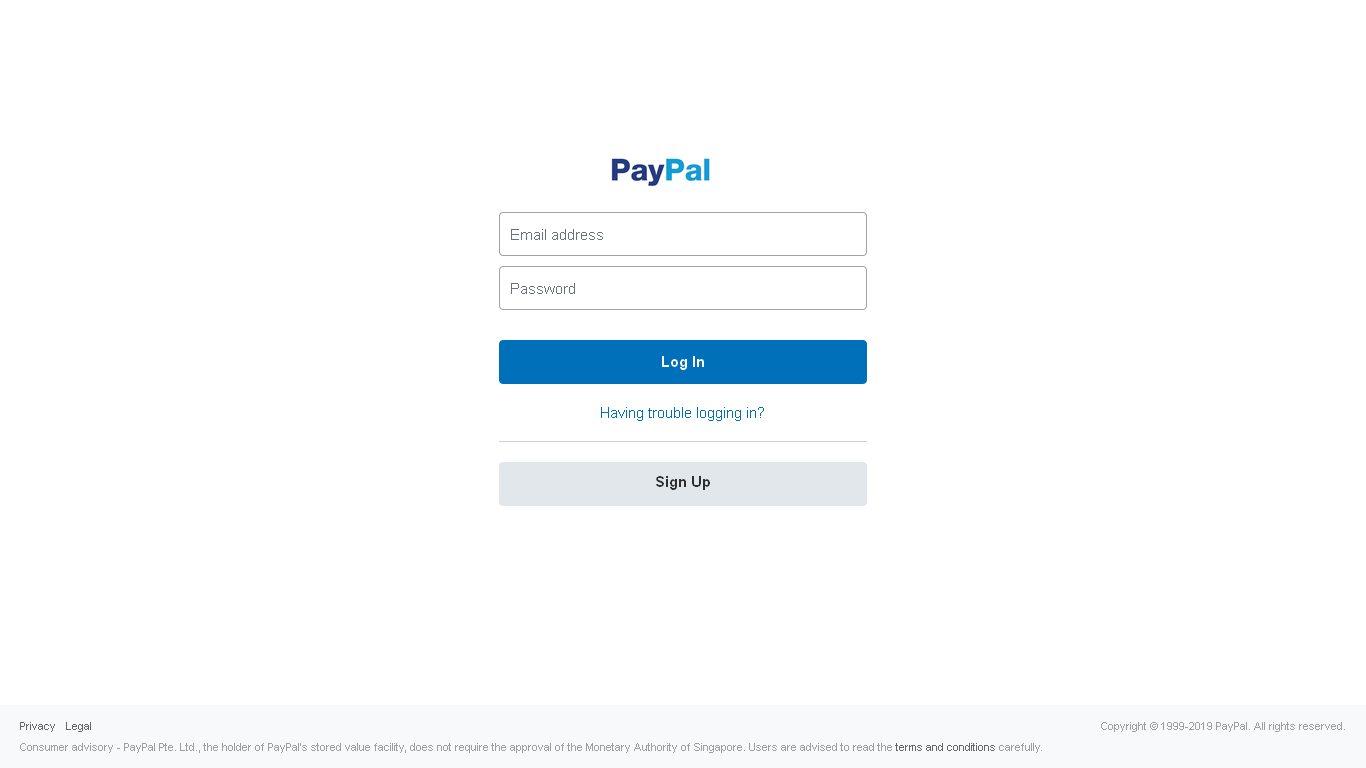 PayPal
Email address
Password
Log In
Having trouble logging in?
Sign Up
Privacy Legal
Copyright © 1999-2019 PayPal. All rights reserved.
Consumer advisory - PayPal Pte. Ltd., the holder of PayPal's stored value facility, does not require the approval of the Monetary Authority of Singapore. Users are advised to read the terms and conditions carefully.